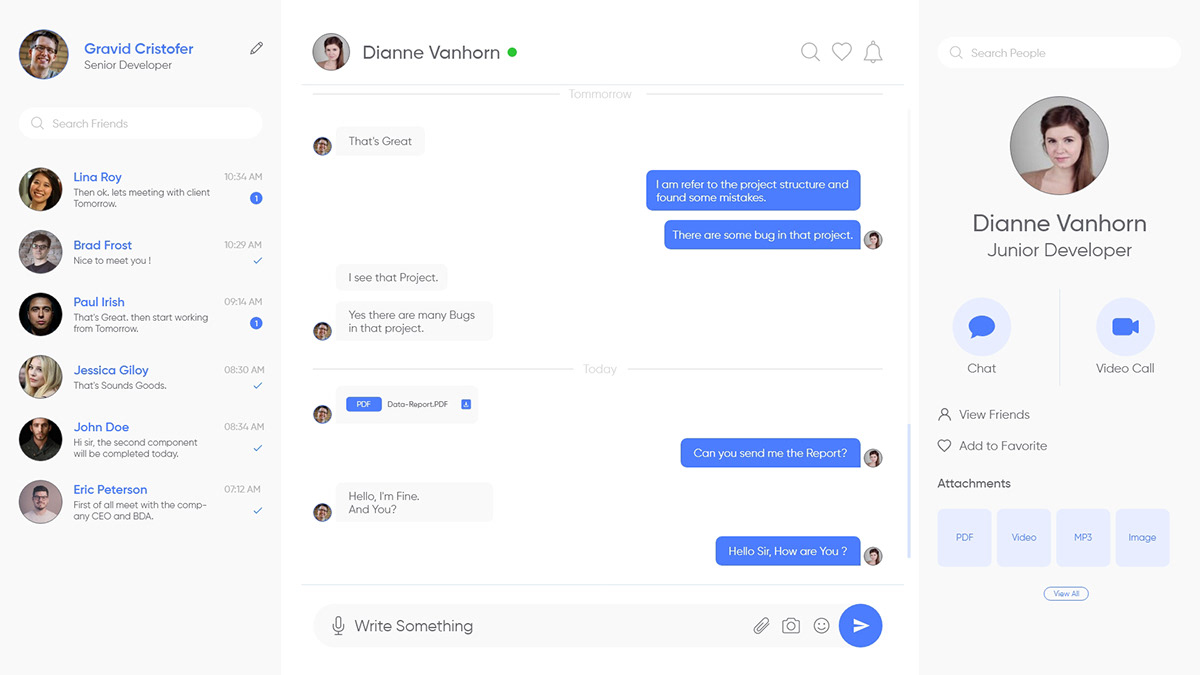 Gravid Cristofer
Senior Developer
Search Friends
Lina Roy
10:34 AM
Then ok. lets meeting with client
Tomorrow.
1
Brad Frost
10:29 AM
Nice to meet you !
Paul Irish
09:14 AM
That's Great. then start working
from Tomorrow.
1
Jessica Giloy
08:30 AM
That's Sounds Goods.
John Doe
08:34 AM
Hi sir, the second component
will be completed today.
Eric Peterson
07:12 AM
First of all meet with the comp-
any CEO and BDA.
Dianne Vanhorn
Tommorrow
That's Great
I am refer to the project structure and
found some mistakes.
There are some bug in that project.
I see that Project.
Yes there are many Bugs
in that project.
Today
PDF
Data-Report.PDF
Can you send me the Report?
Hello, I'm Fine.
And You?
Hello Sir, How are You ?
Write Something
Search People
Dianne Vanhorn
Junior Developer
Chat
Video Call
View Friends
Add to Favorite
Attachments
PDF
Video
MP3
Image
View All